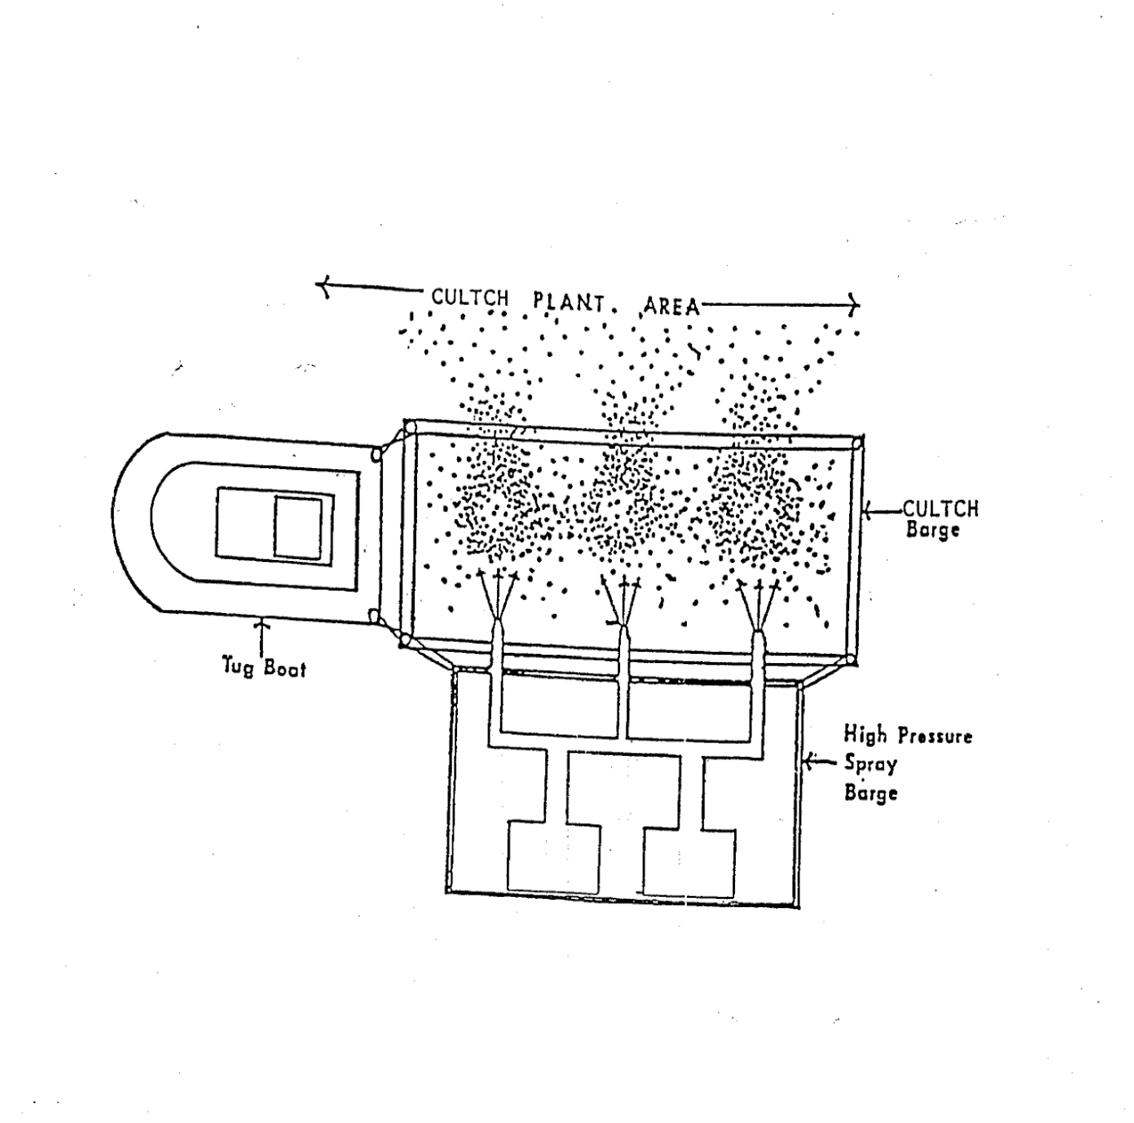 CULTCH PLANT. AREA
CULTCH
Barge
Tug Boat
High Pressure
Spray
Barge